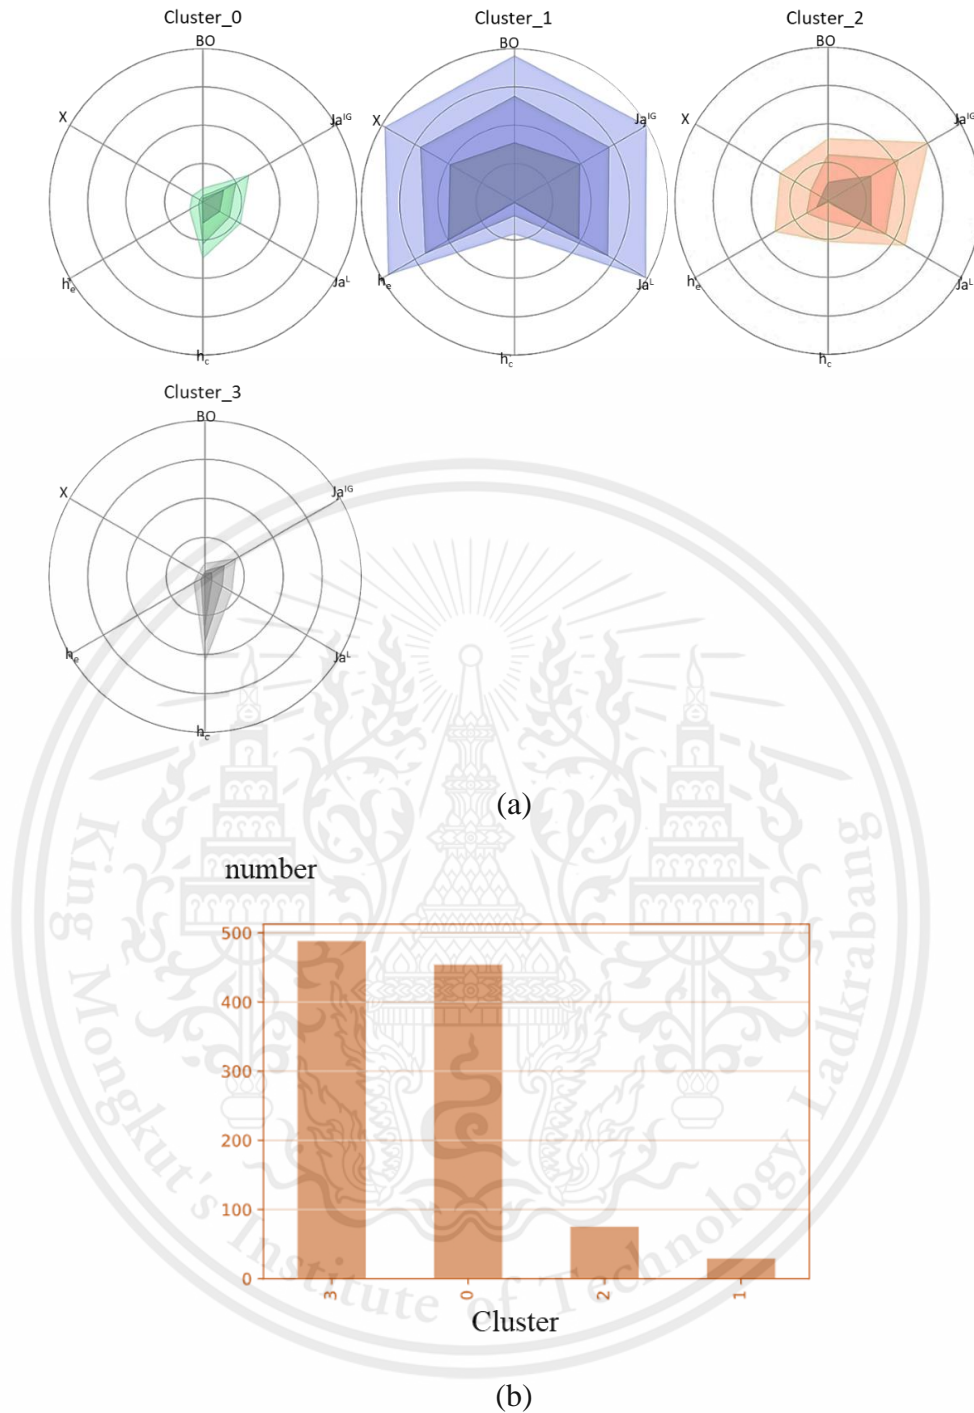 Cluster_0
BO
X
Ja^IG
h_e
Ja^L
h_c
Cluster_1
BO
X
Ja^IG
h_e
Ja^L
h_c
Cluster_2
BO
X
Ja^IG
h_e
Ja^L
h_c
Cluster_3
BO
X
Ja^IG
h_e
Ja^L
h_c
(a)
King Mongkut's Institute of Technology Ladkrabang
number
500
400
300
200
100
0
3
0
2
1
Cluster
(b)